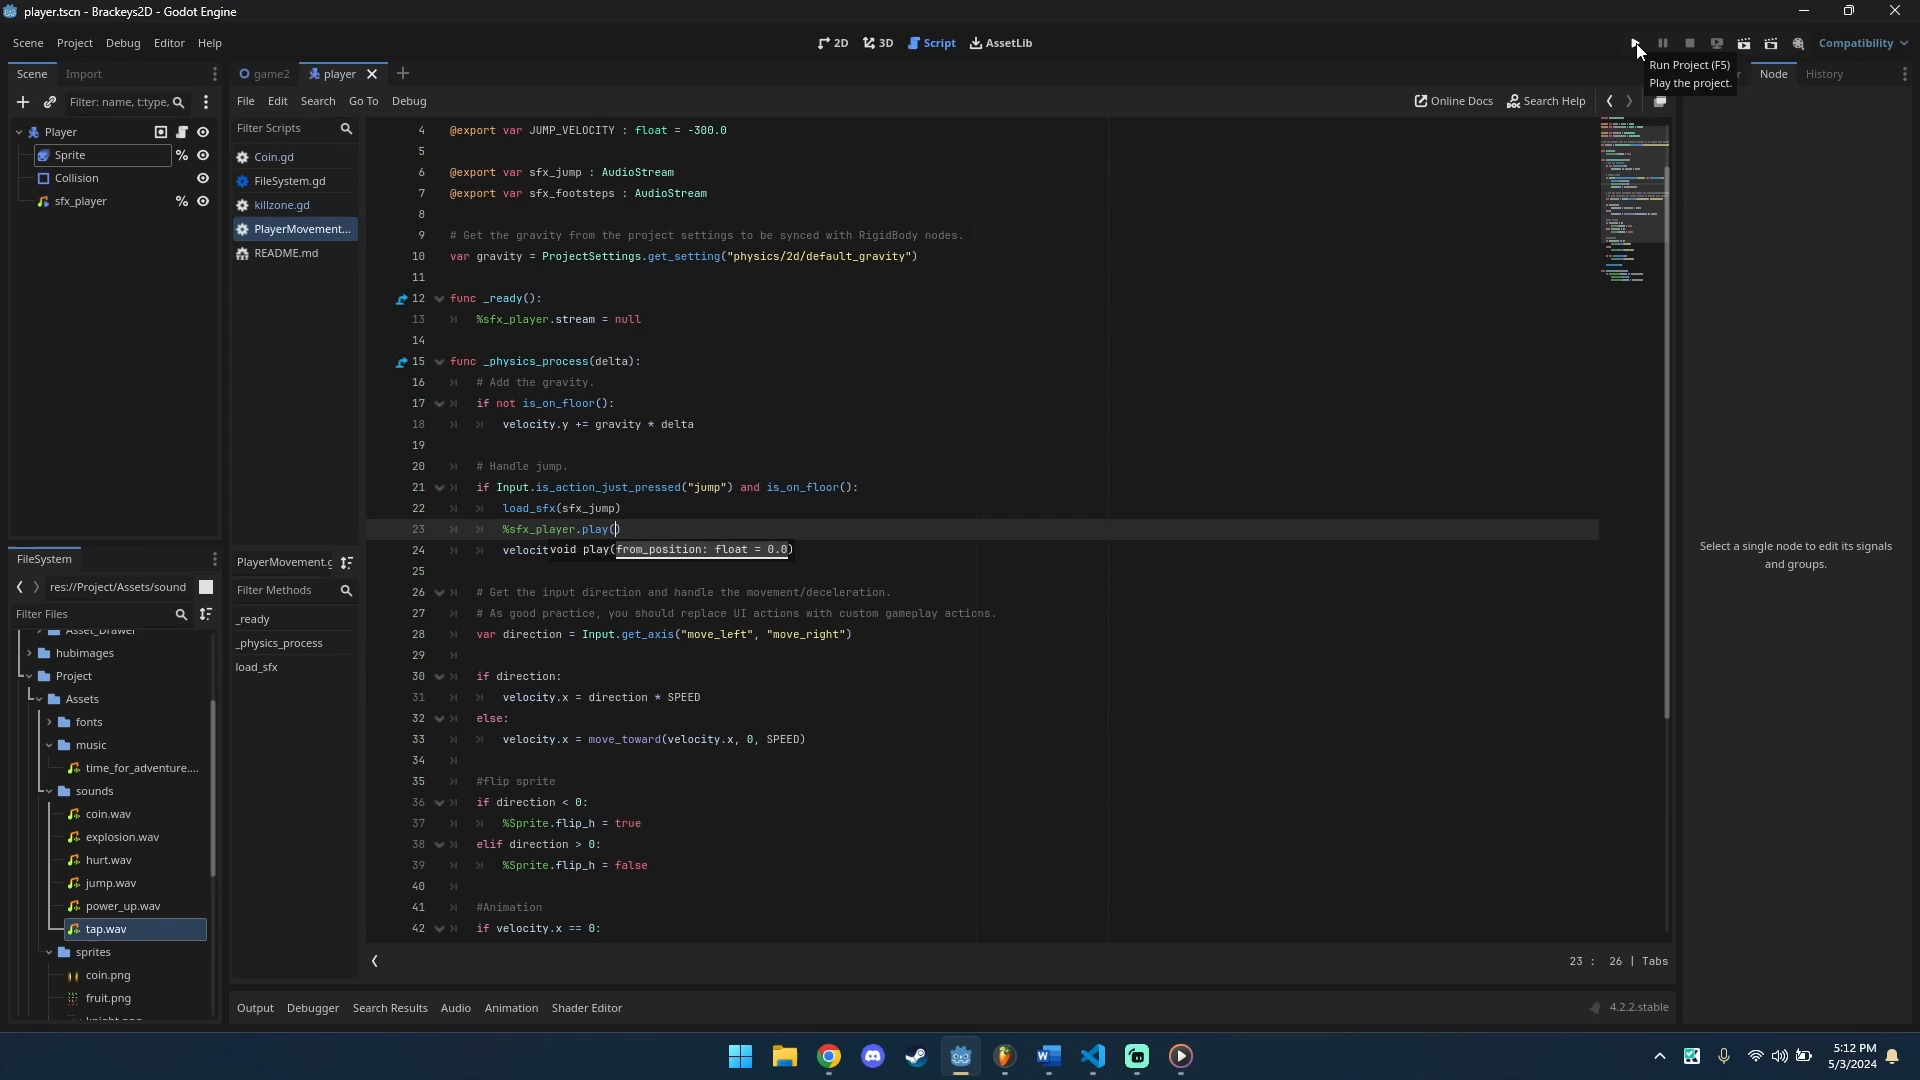 player.tscn - Brackeys2D - Godot Engine
Scene Project Debug Editor Help
2D 3D Script AssetLib
Compatibility
Run Project (F5)
Play the project.
Scene Import
game2 player
Node History
Filter: name, t:type,
File Edit Search Go To Debug
Online Docs Search Help
Player
Sprite
Collision
sfx_player
Filter Scripts
Coin.gd
FileSystem.gd
killzone.gd
PlayerMovement...
README.md
PlayerMovement.g
Filter Methods
_ready
_physics_process
load_sfx
4 @export var JUMP_VELOCITY : float = -300.0
5
6 @export var sfx_jump : AudioStream
7 @export var sfx_footsteps : AudioStream
8
9 # Get the gravity from the project settings to be synced with RigidBody nodes.
10 var gravity = ProjectSettings.get_setting("physics/2d/default_gravity")
11
12 func _ready():
13 %sfx_player.stream = null
14
15 func _physics_process(delta):
16 # Add the gravity.
17 if not is_on_floor():
18 velocity.y += gravity * delta
19
20 # Handle jump.
21 if Input.is_action_just_pressed("jump") and is_on_floor():
22 load_sfx(sfx_jump)
23 %sfx_player.play()
24 velocit
void play(from_position: float = 0.0)
25
26 # Get the input direction and handle the movement/deceleration.
27 # As good practice, you should replace UI actions with custom gameplay actions.
28 var direction = Input.get_axis("move_left", "move_right")
29
30 if direction:
31 velocity.x = direction * SPEED
32 else:
33 velocity.x = move_toward(velocity.x, 0, SPEED)
34
35 #flip sprite
36 if direction < 0:
37 %Sprite.flip_h = true
38 elif direction > 0:
39 %Sprite.flip_h = false
40
41 #Animation
42 if velocity.x == 0:
23 : 26 | Tabs
Select a single node to edit its signals
and groups.
FileSystem
res://Project/Assets/sound
Filter Files
Asset_Drawer
hubimages
Project
Assets
fonts
music
time_for_adventure....
sounds
coin.wav
explosion.wav
hurt.wav
jump.wav
power_up.wav
tap.wav
sprites
coin.png
fruit.png
knight.png
Output Debugger Search Results Audio Animation Shader Editor
4.2.2.stable
5:12 PM
5/3/2024